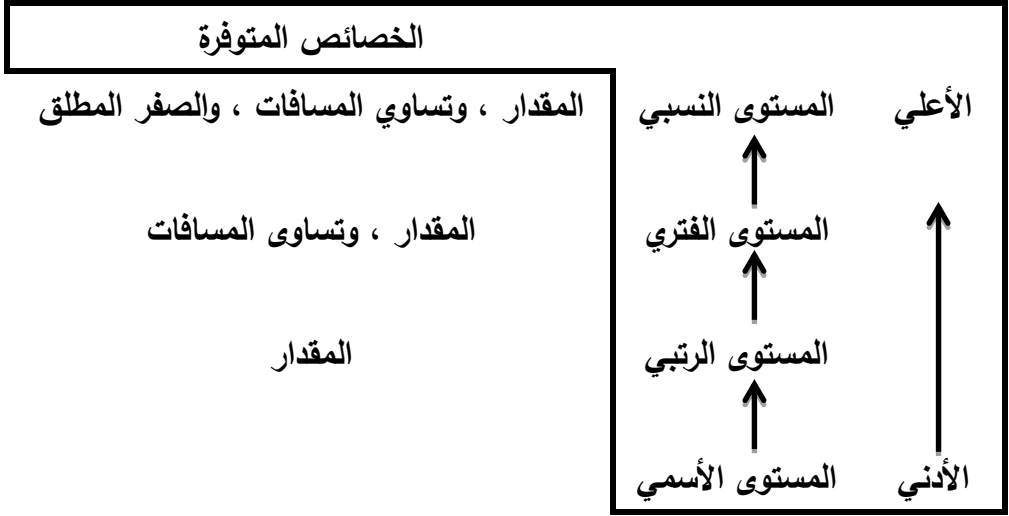 الخصائص المتوفرة
الأعلي المستوى النسبي المقدار ، وتساوي المسافات ، والصفر المطلق
المستوى الفتري المقدار ، وتساوى المسافات
المستوى الرتبي المقدار
الأدني المستوى الأسمي